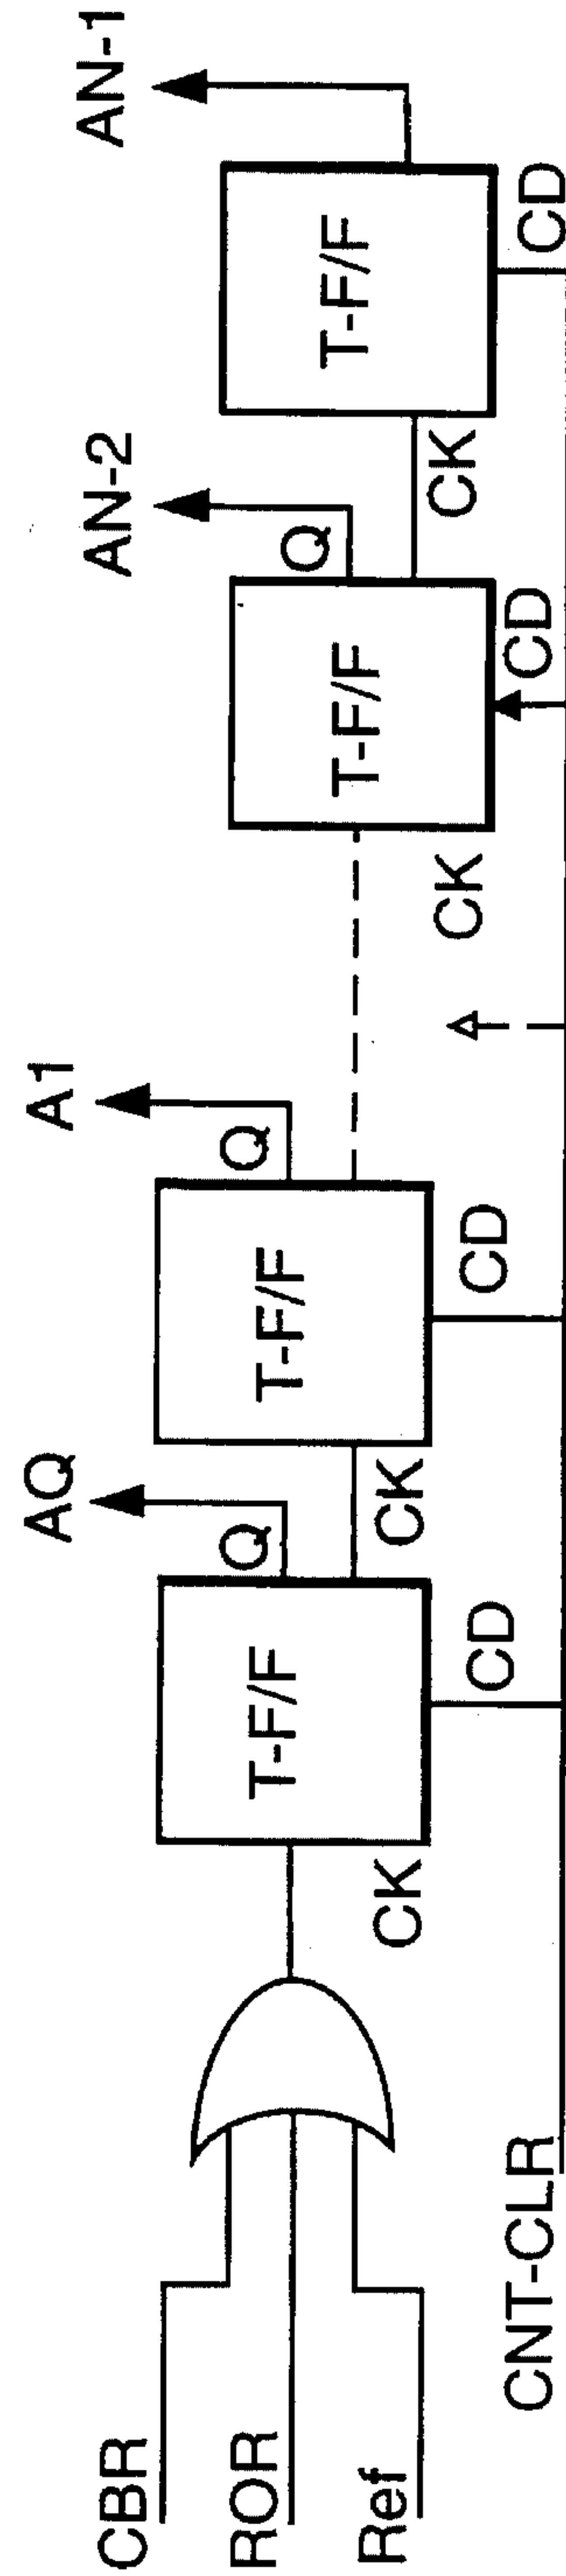 AQ
A1
AN-2
AN-1
Q
Q
Q
CBR
ROR
Ref
T-F/F
T-F/F
T-F/F
T-F/F
CK
CK
CK
CK
CD
CD
CD
CD
CNT-CLR